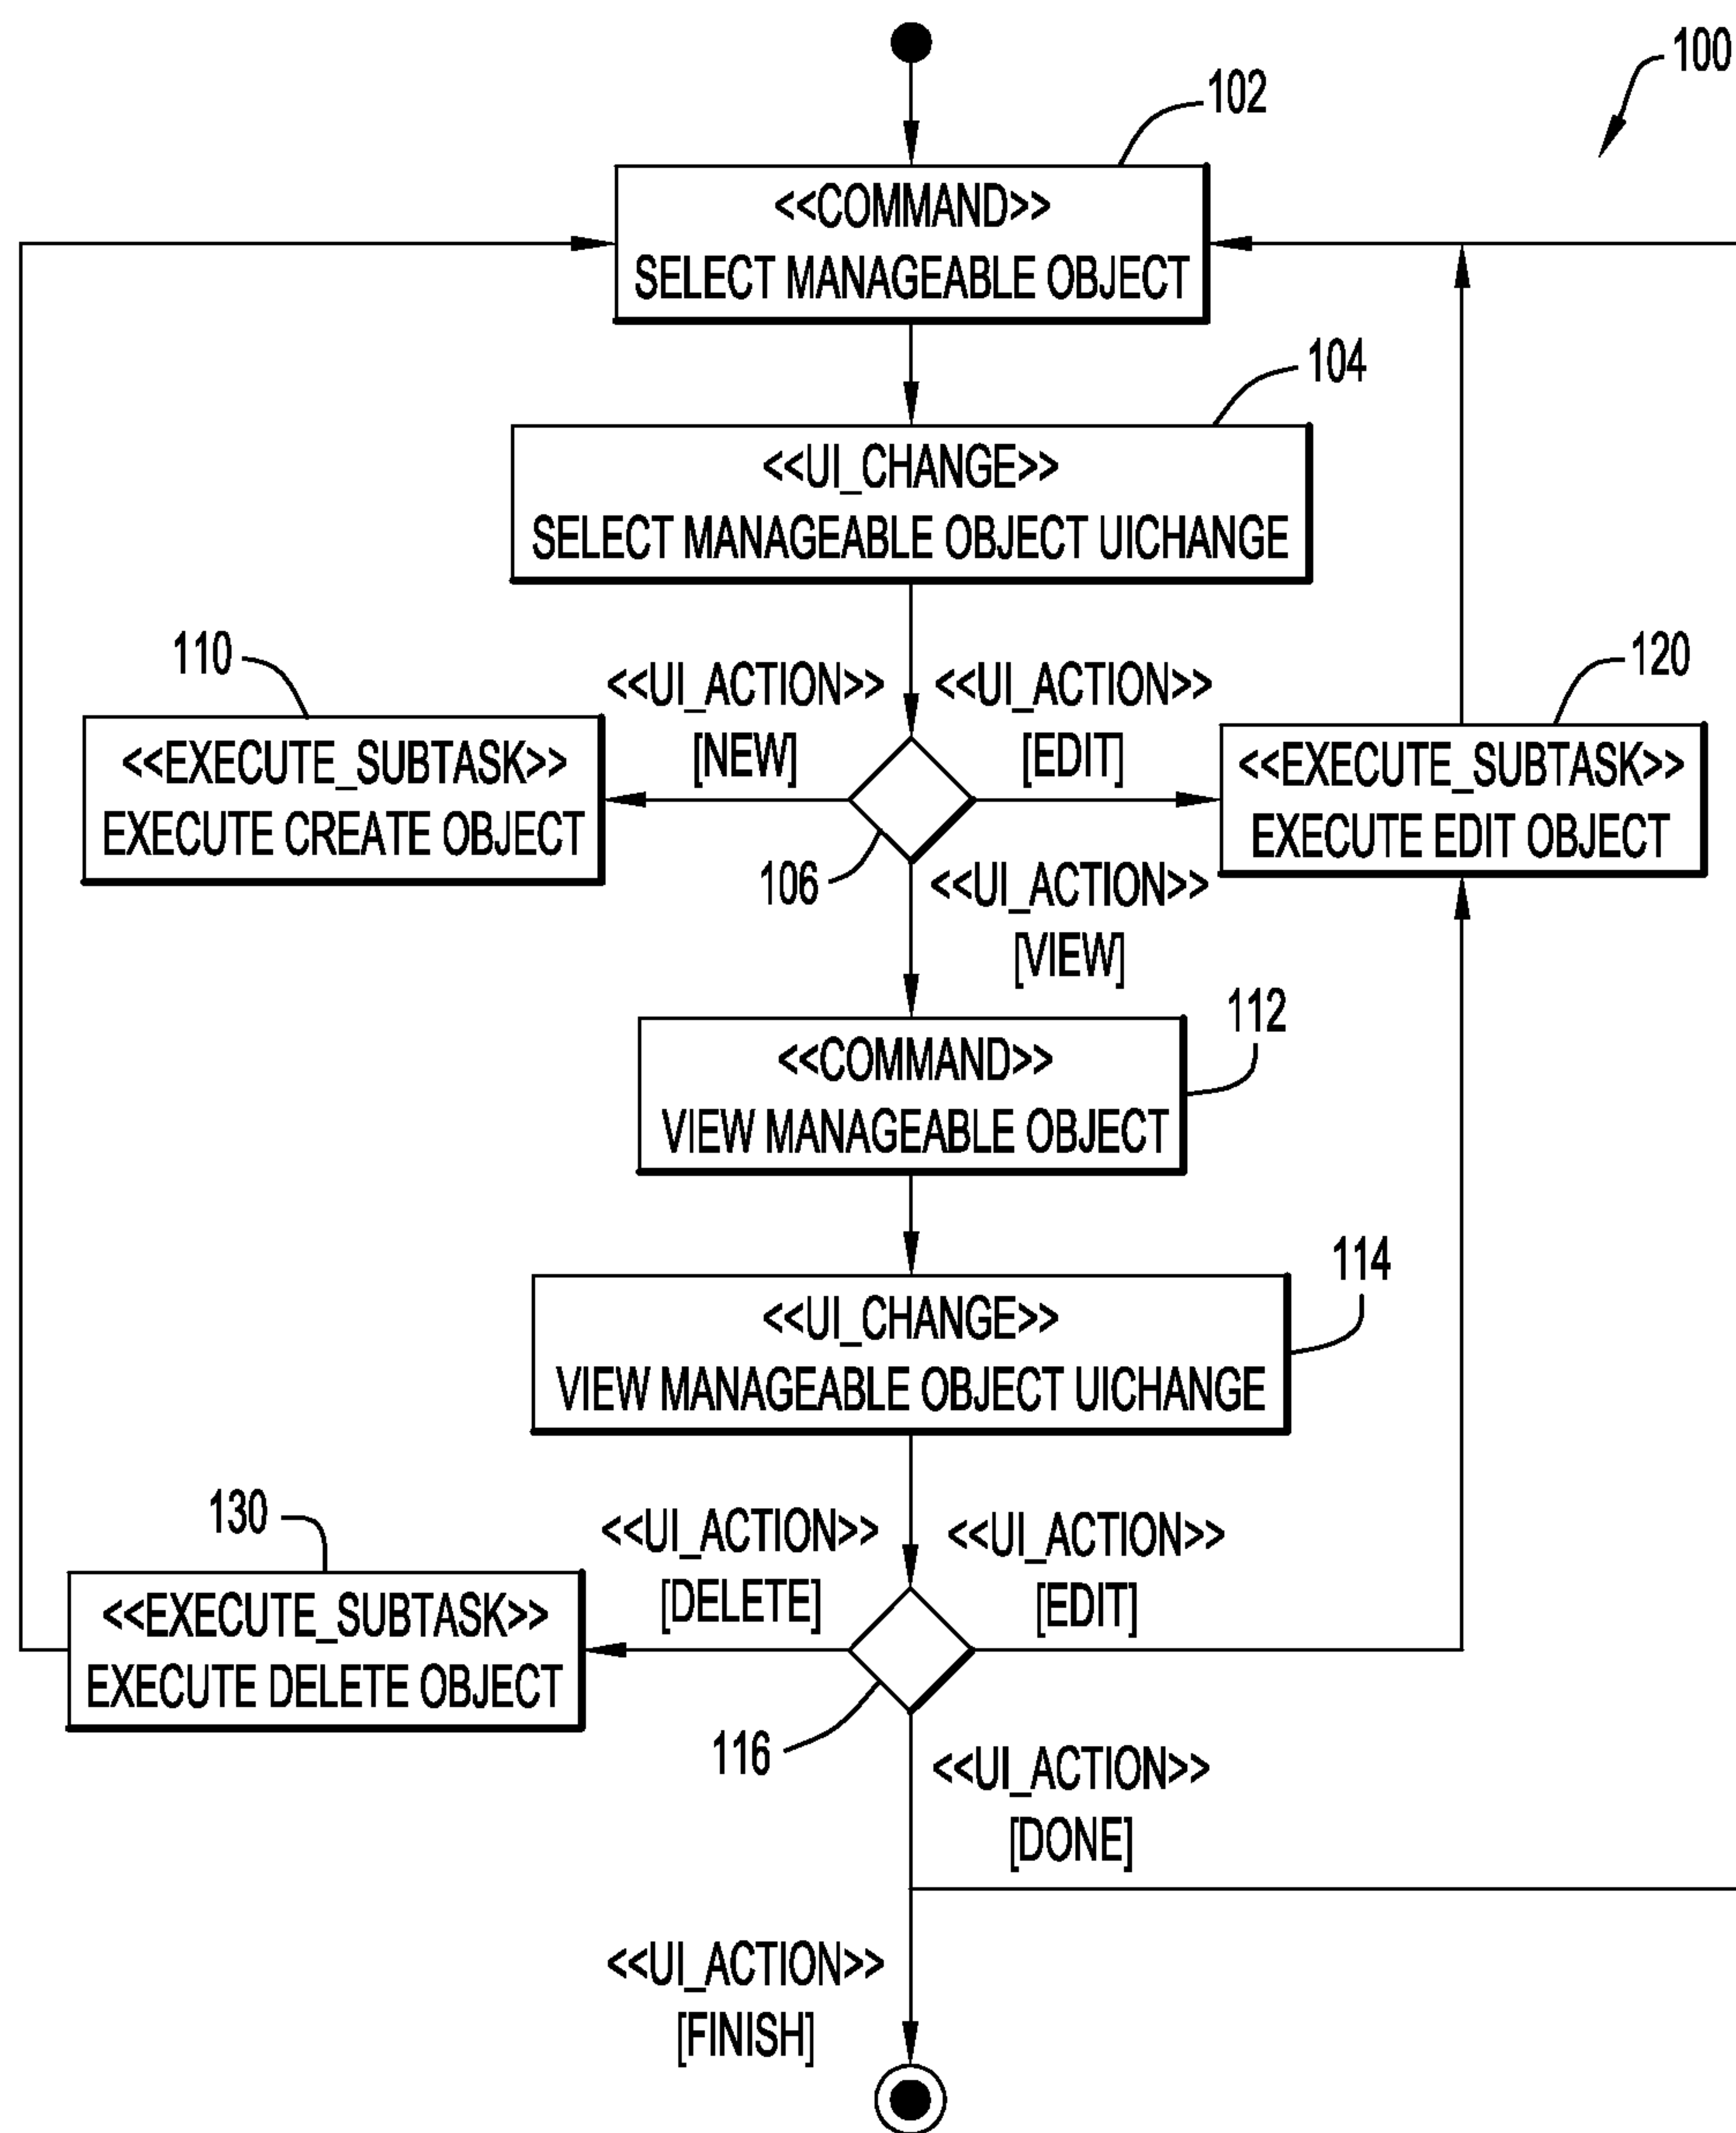 100
102
<<COMMAND>>
SELECT MANAGEABLE OBJECT
104
<<UI_CHANGE>>
SELECT MANAGEABLE OBJECT UICHANGE
110
<<UI_ACTION>>
[NEW]
<<UI_ACTION>>
[EDIT]
120
<<EXECUTE_SUBTASK>>
EXECUTE CREATE OBJECT
<<EXECUTE_SUBTASK>>
EXECUTE EDIT OBJECT
106
<<UI_ACTION>>
[VIEW]
112
<<COMMAND>>
VIEW MANAGEABLE OBJECT
114
<<UI_CHANGE>>
VIEW MANAGEABLE OBJECT UICHANGE
130
<<UI_ACTION>>
[DELETE]
<<UI_ACTION>>
[EDIT]
<<EXECUTE_SUBTASK>>
EXECUTE DELETE OBJECT
116
<<UI_ACTION>>
[DONE]
<<UI_ACTION>>
[FINISH]